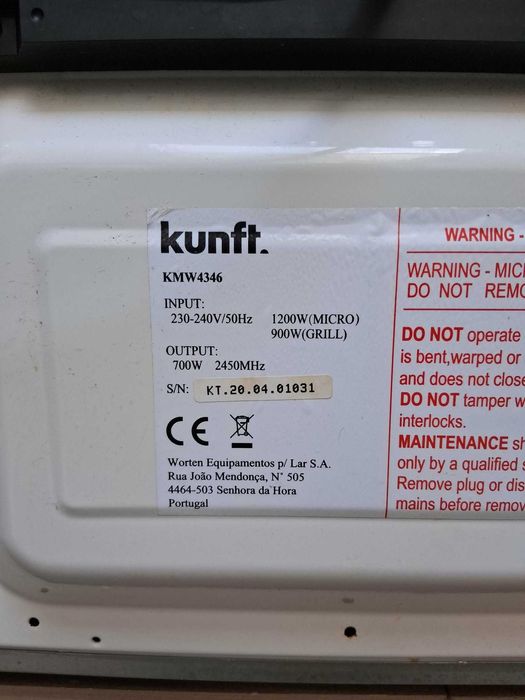 kunft.
KMW4346
INPUT:
230-240V/50Hz 1200W(MICRO)
900W(GRILL)
OUTPUT:
700W 2450MHz
S/N: KT.20.04.01031
CE
Worten Equipamentos p/ Lar S.A.
Rua João Mendonça, N° 505
4464-503 Senhora da Hora
Portugal
WARNING -
WARNING - MIC
DO NOT REMO
DO NOT operate
is bent,warped or
and does not close
DO NOT tamper w
interlocks.
MAINTENANCE sh
only by a qualified s
Remove plug or dis
mains before remov